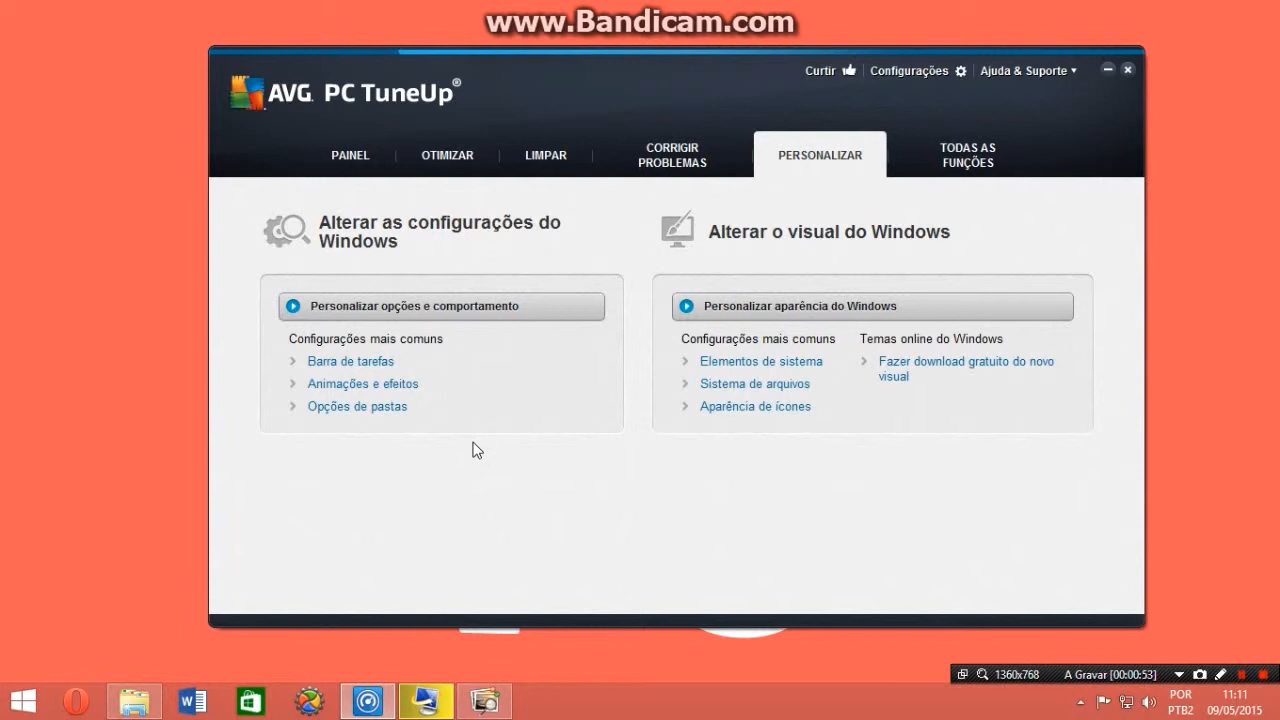 www.Bandicam.com
Curtir
Configurações
Ajuda & Suporte
AVG. PC TuneUp®
PAINEL
OTIMIZAR
LIMPAR
CORRIGIR
PROBLEMAS
PERSONALIZAR
TODAS AS
FUNÇÕES
Alterar as configurações do
Windows
Personalizar opções e comportamento
Configurações mais comuns
Barra de tarefas
Animações e efeitos
Opções de pastas
Alterar o visual do Windows
Personalizar aparência do Windows
Configurações mais comuns
Elementos de sistema
Sistema de arquivos
Aparência de ícones
Temas online do Windows
Fazer download gratuito do novo
visual
1360x768
A Gravar [00:00:53]
POR
PTB2
11:11
09/05/2015